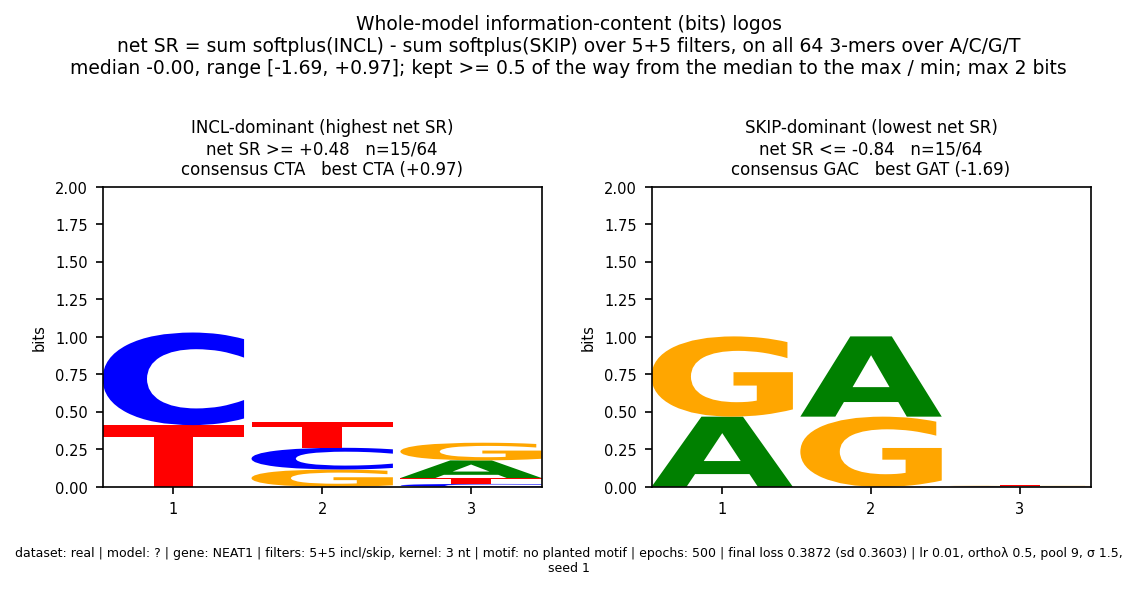 Whole-model information-content (bits) logos
net SR = sum softplus(INCL) - sum softplus(SKIP) over 5+5 filters, on all 64 3-mers over A/C/G/T
median -0.00, range [-1.69, +0.97]; kept >= 0.5 of the way from the median to the max / min; max 2 bits
INCL-dominant (highest net SR)
net SR >= +0.48   n=15/64
consensus CTA   best CTA (+0.97)
2.00
1.75
1.50
1.25
1.00
0.75
0.50
0.25
0.00
bits
C
T
T
C
G
G
A
T
C
1
2
3
SKIP-dominant (lowest net SR)
net SR <= -0.84   n=15/64
consensus GAC   best GAT (-1.69)
2.00
1.75
1.50
1.25
1.00
0.75
0.50
0.25
0.00
bits
G
A
A
G
1
2
3
dataset: real | model: ? | gene: NEAT1 | filters: 5+5 incl/skip, kernel: 3 nt | motif: no planted motif | epochs: 500 | final loss 0.3872 (sd 0.3603) | lr 0.01, orthoλ 0.5, pool 9, σ 1.5,
seed 1